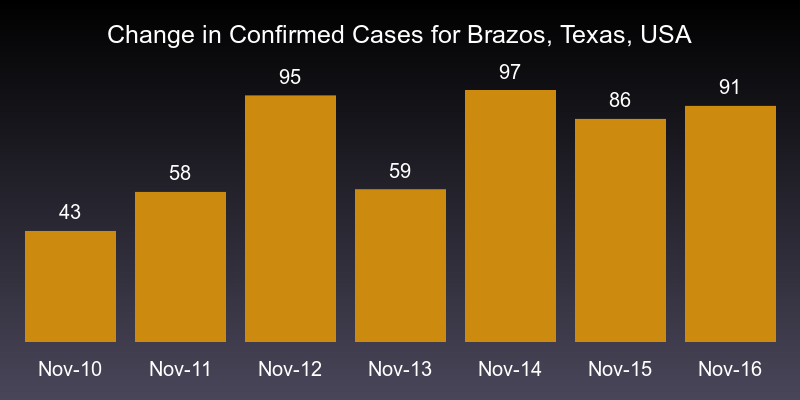 Change in Confirmed Cases for Brazos, Texas, USA
43
58
95
59
97
86
91
Nov-10
Nov-11
Nov-12
Nov-13
Nov-14
Nov-15
Nov-16